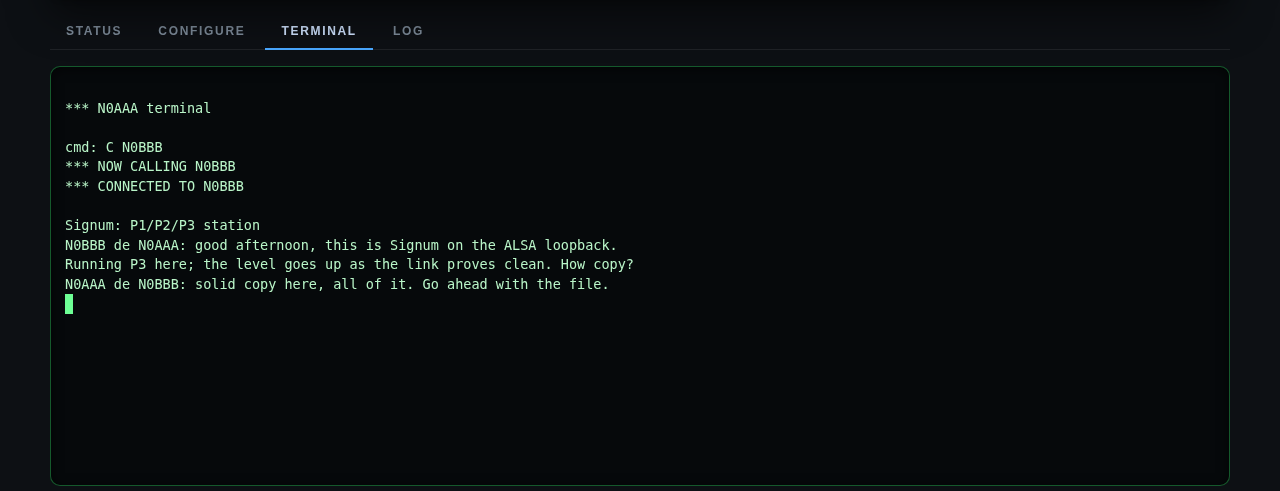 STATUS CONFIGURE TERMINAL LOG
*** N0AAA terminal
cmd: C N0BBB
*** NOW CALLING N0BBB
*** CONNECTED TO N0BBB
Signum: P1/P2/P3 station
N0BBB de N0AAA: good afternoon, this is Signum on the ALSA loopback.
Running P3 here; the level goes up as the link proves clean. How copy?
N0AAA de N0BBB: solid copy here, all of it. Go ahead with the file.